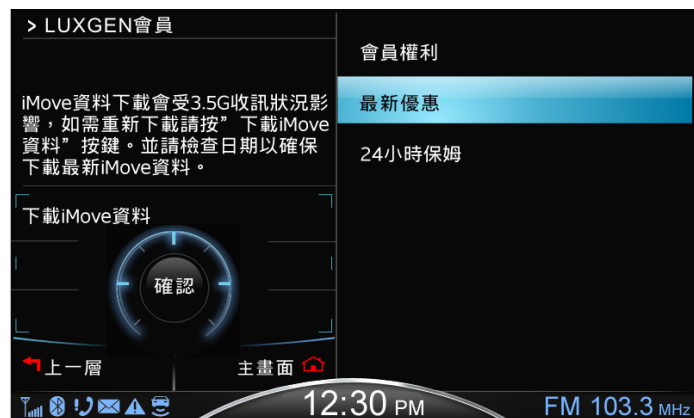 > LUXGEN會員
iMove資料下載會受3.5G收訊狀況影
響，如需重新下載請按”下載iMove
資料”按鍵。並請檢查日期以確保
下載最新iMove資料。
下載iMove資料
確認
上一層
主畫面
會員權利
最新優惠
24小時保姆
12:30 PM
FM 103.3 MHz